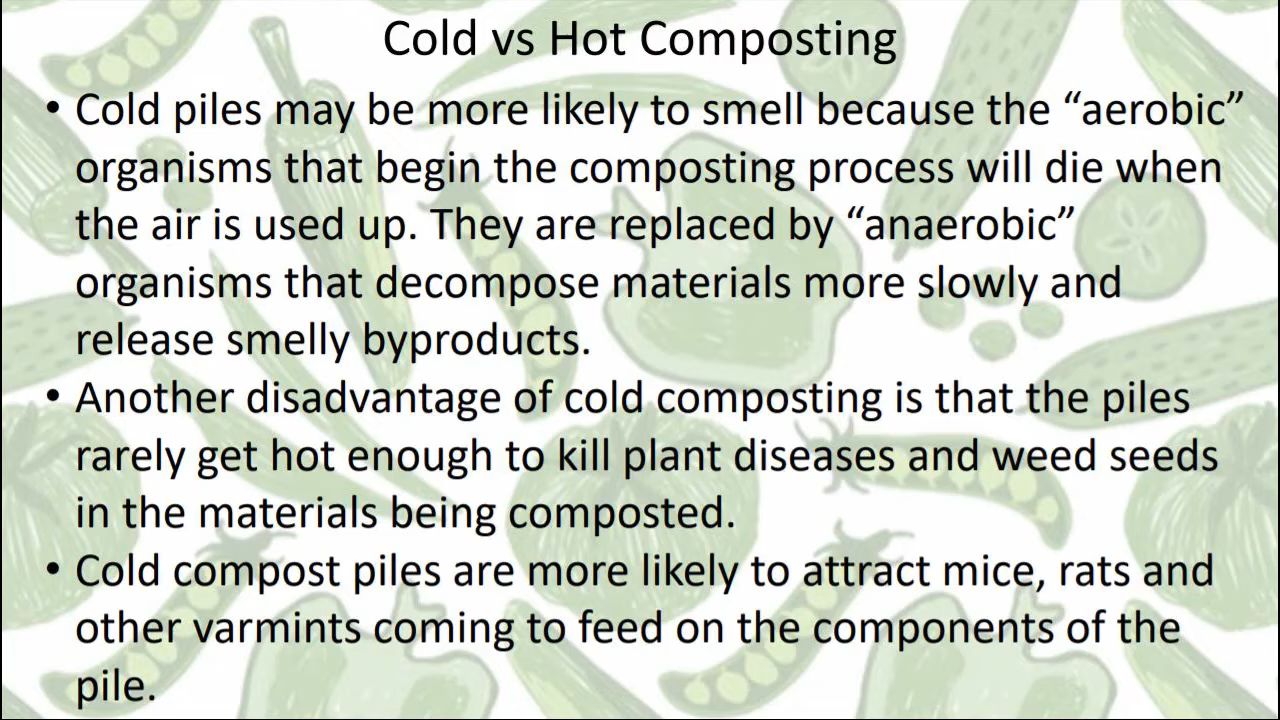 Cold vs Hot Composting
• Cold piles may be more likely to smell because the “aerobic”
organisms that begin the composting process will die when
the air is used up. They are replaced by “anaerobic”
organisms that decompose materials more slowly and
release smelly byproducts.
• Another disadvantage of cold composting is that the piles
rarely get hot enough to kill plant diseases and weed seeds
in the materials being composted.
• Cold compost piles are more likely to attract mice, rats and
other varmints coming to feed on the components of the
pile.